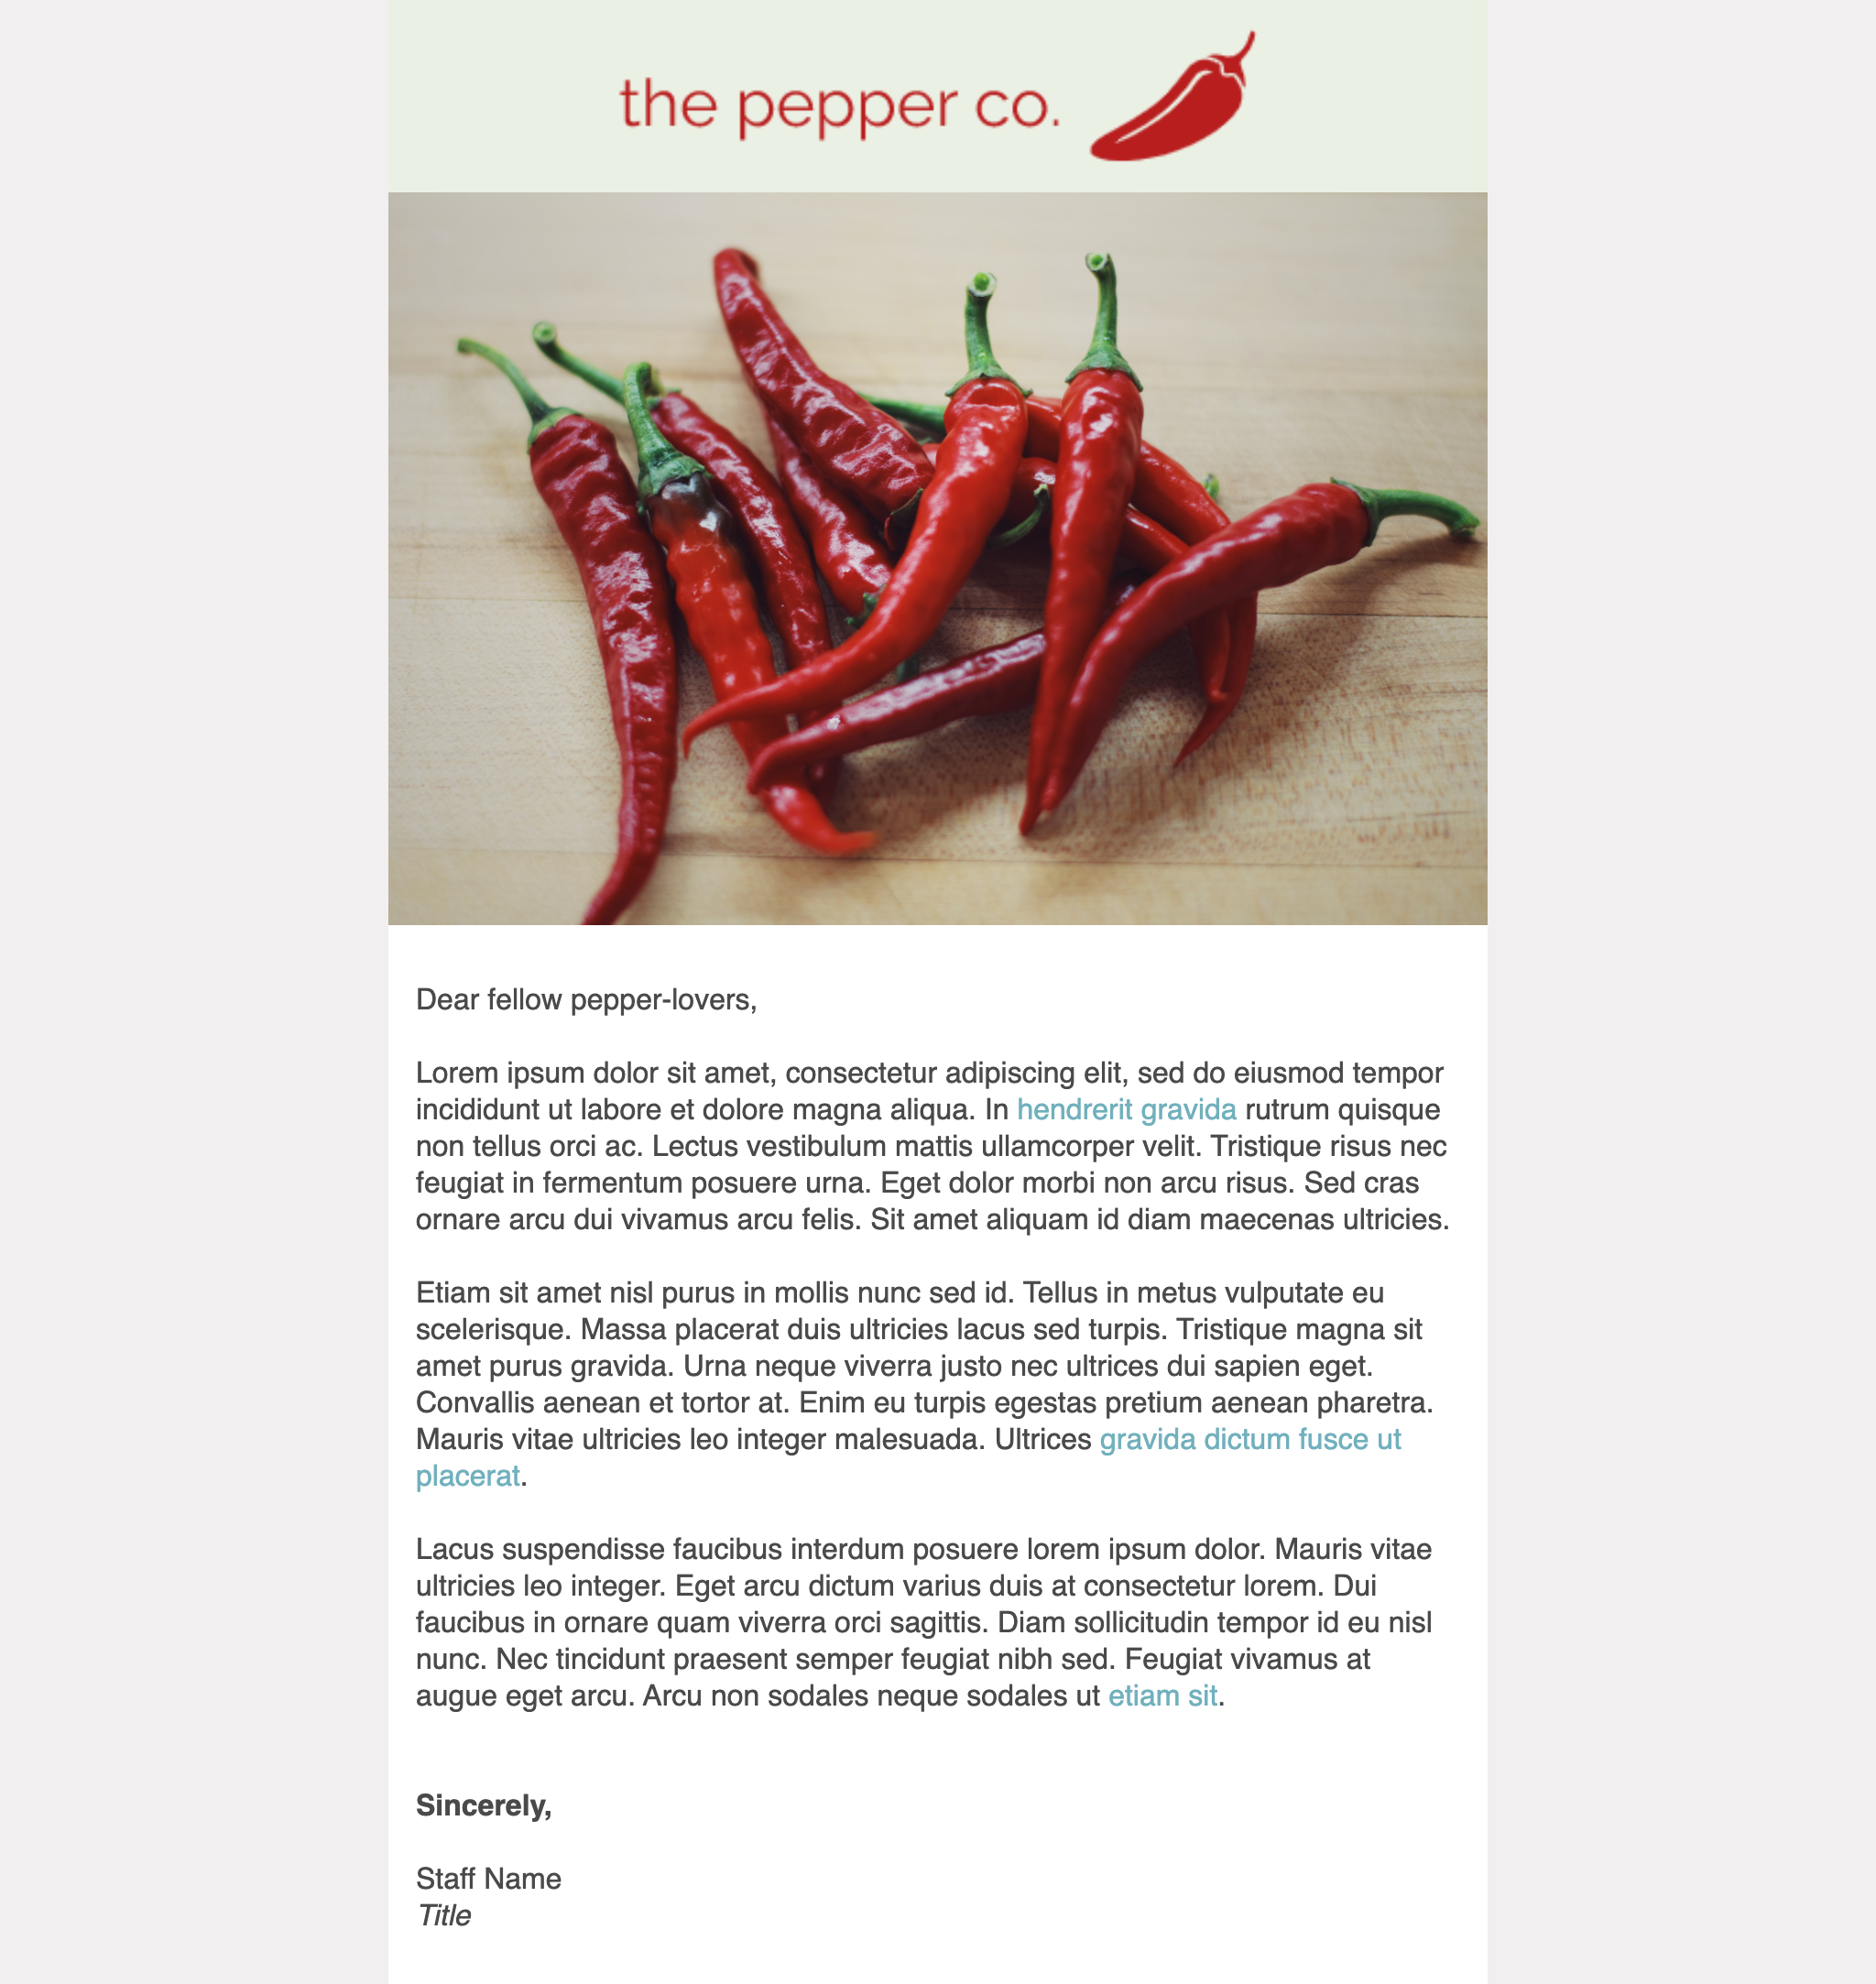 the pepper co.
Dear fellow pepper-lovers,
Lorem ipsum dolor sit amet, consectetur adipiscing elit, sed do eiusmod tempor
incididunt ut labore et dolore magna aliqua. In hendrerit gravida rutrum quisque
non tellus orci ac. Lectus vestibulum mattis ullamcorper velit. Tristique risus nec
feugiat in fermentum posuere urna. Eget dolor morbi non arcu risus. Sed cras
ornare arcu dui vivamus arcu felis. Sit amet aliquam id diam maecenas ultricies.
Etiam sit amet nisl purus in mollis nunc sed id. Tellus in metus vulputate eu
scelerisque. Massa placerat duis ultricies lacus sed turpis. Tristique magna sit
amet purus gravida. Urna neque viverra justo nec ultrices dui sapien eget.
Convallis aenean et tortor at. Enim eu turpis egestas pretium aenean pharetra.
Mauris vitae ultricies leo integer malesuada. Ultrices gravida dictum fusce ut
placerat.
Lacus suspendisse faucibus interdum posuere lorem ipsum dolor. Mauris vitae
ultricies leo integer. Eget arcu dictum varius duis at consectetur lorem. Dui
faucibus in ornare quam viverra orci sagittis. Diam sollicitudin tempor id eu nisl
nunc. Nec tincidunt praesent semper feugiat nibh sed. Feugiat vivamus at
augue eget arcu. Arcu non sodales neque sodales ut etiam sit.
Sincerely,
Staff Name
Title